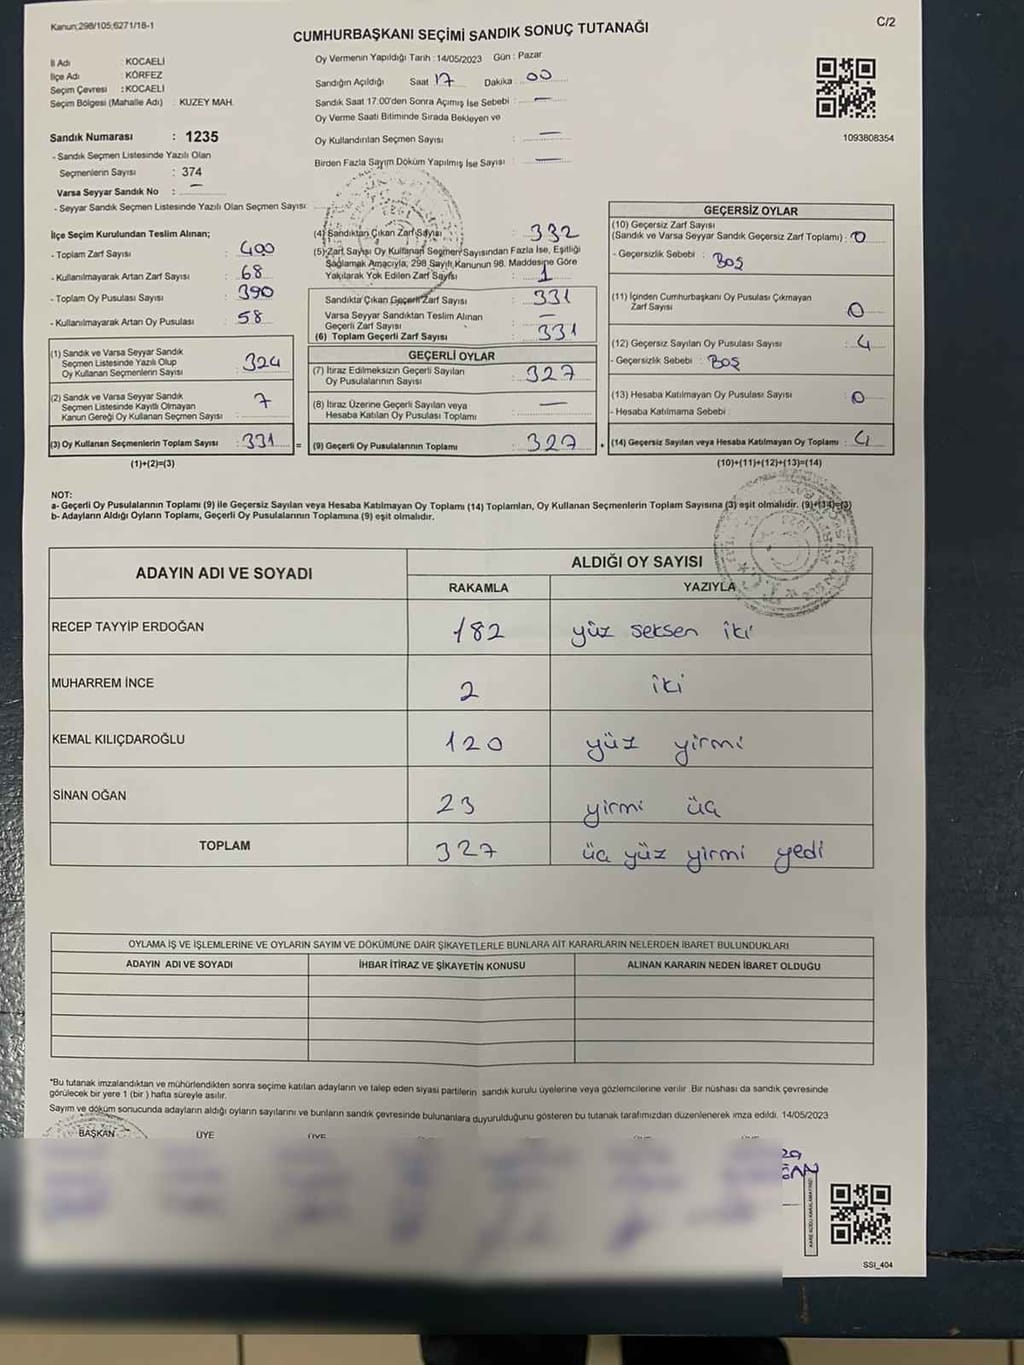 Kanun;298/105;6271/18-1
C/2
CUMHURBAŞKANI SEÇİMİ SANDIK SONUÇ TUTANAĞI
İl Adı : KOCAELİ
İlçe Adı : KÖRFEZ
Seçim Çevresi : KOCAELİ
Seçim Bölgesi (Mahalle Adı) : KUZEY MAH.
Oy Vermenin Yapıldığı Tarih : 14/05/2023 Gün : Pazar
Sandığın Açıldığı Saat 17 Dakika 00
Sandık Saat 17:00'den Sonra Açımış İse Sebebi : —
Oy Verme Saati Bitiminde Sırada Bekleyen ve
Oy Kullandırılan Seçmen Sayısı : —
Birden Fazla Sayım Döküm Yapılmış İse Sayısı : —
1093808354
Sandık Numarası : 1235
- Sandık Seçmen Listesinde Yazılı Olan
Seçmenlerin Sayısı : 374
Varsa Seyyar Sandık No : —
- Seyyar Sandık Seçmen Listesinde Yazılı Olan Seçmen Sayısı:
İlçe Seçim Kurulundan Teslim Alınan;
- Toplam Zarf Sayısı : 400
- Kullanılmayarak Artan Zarf Sayısı : 68
- Toplam Oy Pusulası Sayısı : 390
- Kullanılmayarak Artan Oy Pusulası : 58
(1) Sandık ve Varsa Seyyar Sandık
Seçmen Listesinde Yazılı Olup
Oy Kullanan Seçmenlerin Sayısı : 324
(2) Sandık ve Varsa Seyyar Sandık
Seçmen Listesinde Kayıtlı Olmayan
Kanun Gereği Oy Kullanan Seçmen Sayısı : 7
(3) Oy Kullanan Seçmenlerin Toplam Sayısı : 331 =
(1)+(2)=(3)
(4) Sandıktan Çıkan Zarf Sayısı : 332
(5) Zarf Sayısı Oy Kullanan Seçmen Sayısından Fazla İse, Eşitliği
Sağlamak Amacıyla, 298 Sayılı Kanunun 98. Maddesine Göre
Yakılarak Yok Edilen Zarf Sayısı : 1
Sandıkta Çıkan Geçerli Zarf Sayısı : 331
Varsa Seyyar Sandıktan Teslim Alınan
Geçerli Zarf Sayısı : —
(6) Toplam Geçerli Zarf Sayısı : 331
GEÇERLİ OYLAR
(7) İtiraz Edilmeksizin Geçerli Sayılan
Oy Pusulalarının Sayısı : 327
(8) İtiraz Üzerine Geçerli Sayılan veya
Hesaba Katılan Oy Pusulası Toplamı : —
(9) Geçerli Oy Pusulalarının Toplamı : 327
GEÇERSİZ OYLAR
(10) Geçersiz Zarf Sayısı
(Sandık ve Varsa Seyyar Sandık Geçersiz Zarf Toplamı) : 0
- Geçersizlik Sebebi : Boş
(11) İçinden Cumhurbaşkanı Oy Pusulası Çıkmayan
Zarf Sayısı : 0
(12) Geçersiz Sayılan Oy Pusulası Sayısı : 4
- Geçersizlik Sebebi : Boş
(13) Hesaba Katılmayan Oy Pusulası Sayısı : 0
- Hesaba Katılmama Sebebi :
(14) Geçersiz Sayılan veya Hesaba Katılmayan Oy Toplamı : 4
(10)+(11)+(12)+(13)=(14)
NOT:
a- Geçerli Oy Pusulalarının Toplamı (9) ile Geçersiz Sayılan veya Hesaba Katılmayan Oy Toplamı (14) Toplamları, Oy Kullanan Seçmenlerin Toplam Sayısına (3) eşit olmalıdır. (9)+(14)=(3)
b- Adayların Aldığı Oyların Toplamı, Geçerli Oy Pusulalarının Toplamına (9) eşit olmalıdır.
ADAYIN ADI VE SOYADI
ALDIĞI OY SAYISI
RAKAMLA YAZIYLA
RECEP TAYYİP ERDOĞAN 182 yüz seksen iki
MUHARREM İNCE 2 iki
KEMAL KILIÇDAROĞLU 120 yüz yirmi
SİNAN OĞAN 23 yirmi üç
TOPLAM 327 üç yüz yirmi yedi
OYLAMA İŞ VE İŞLEMLERİNE VE OYLARIN SAYIM VE DÖKÜMÜNE DAİR ŞİKAYETLERLE BUNLARA AİT KARARLARIN NELERDEN İBARET BULUNDUKLARI
ADAYIN ADI VE SOYADI İHBAR İTİRAZ VE ŞİKAYETİN KONUSU ALINAN KARARIN NEDEN İBARET OLDUĞU
*Bu tutanak imzalandıktan ve mühürlendikten sonra seçime katılan adayların ve talep eden siyasi partilerin sandık kurulu üyelerine veya gözlemcilerine verilir. Bir nüshası da sandık çevresinde
görülecek bir yere 1 (bir) hafta süreyle asılır.
Sayım ve döküm sonucunda adayların aldığı oyların sayılarını ve bunların sandık çevresinde bulunanlara duyurulduğunu gösteren bu tutanak tarafımızdan düzenlenerek imza edildi. 14/05/2023
BAŞKAN ÜYE ÜYE
SSI_404